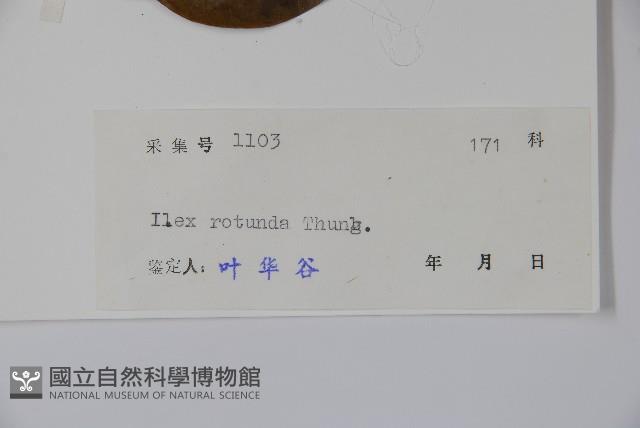 采集号 1103 171 科
Ilex rotunda Thunb.
鉴定人: 叶华谷 年 月 日
國立自然科學博物館
NATIONAL MUSEUM OF NATURAL SCIENCE